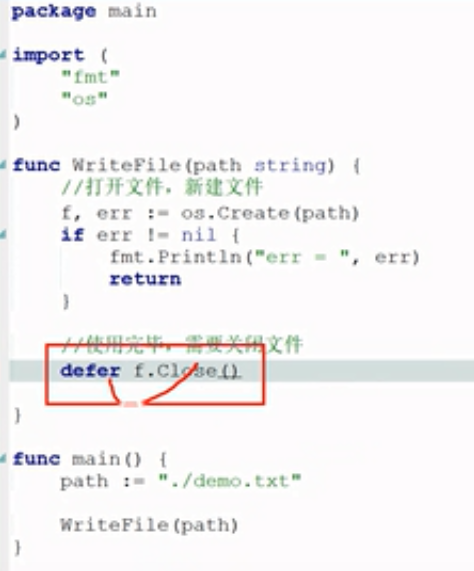 package main
import (
"fmt"
"os"
)
func WriteFile(path string) {
//打开文件，新建文件
f, err := os.Create(path)
if err != nil {
fmt.Println("err = ", err)
return
}
//使用完毕，需要关闭文件
defer f.Close()
}
func main() {
path := "./demo.txt"
WriteFile(path)
}